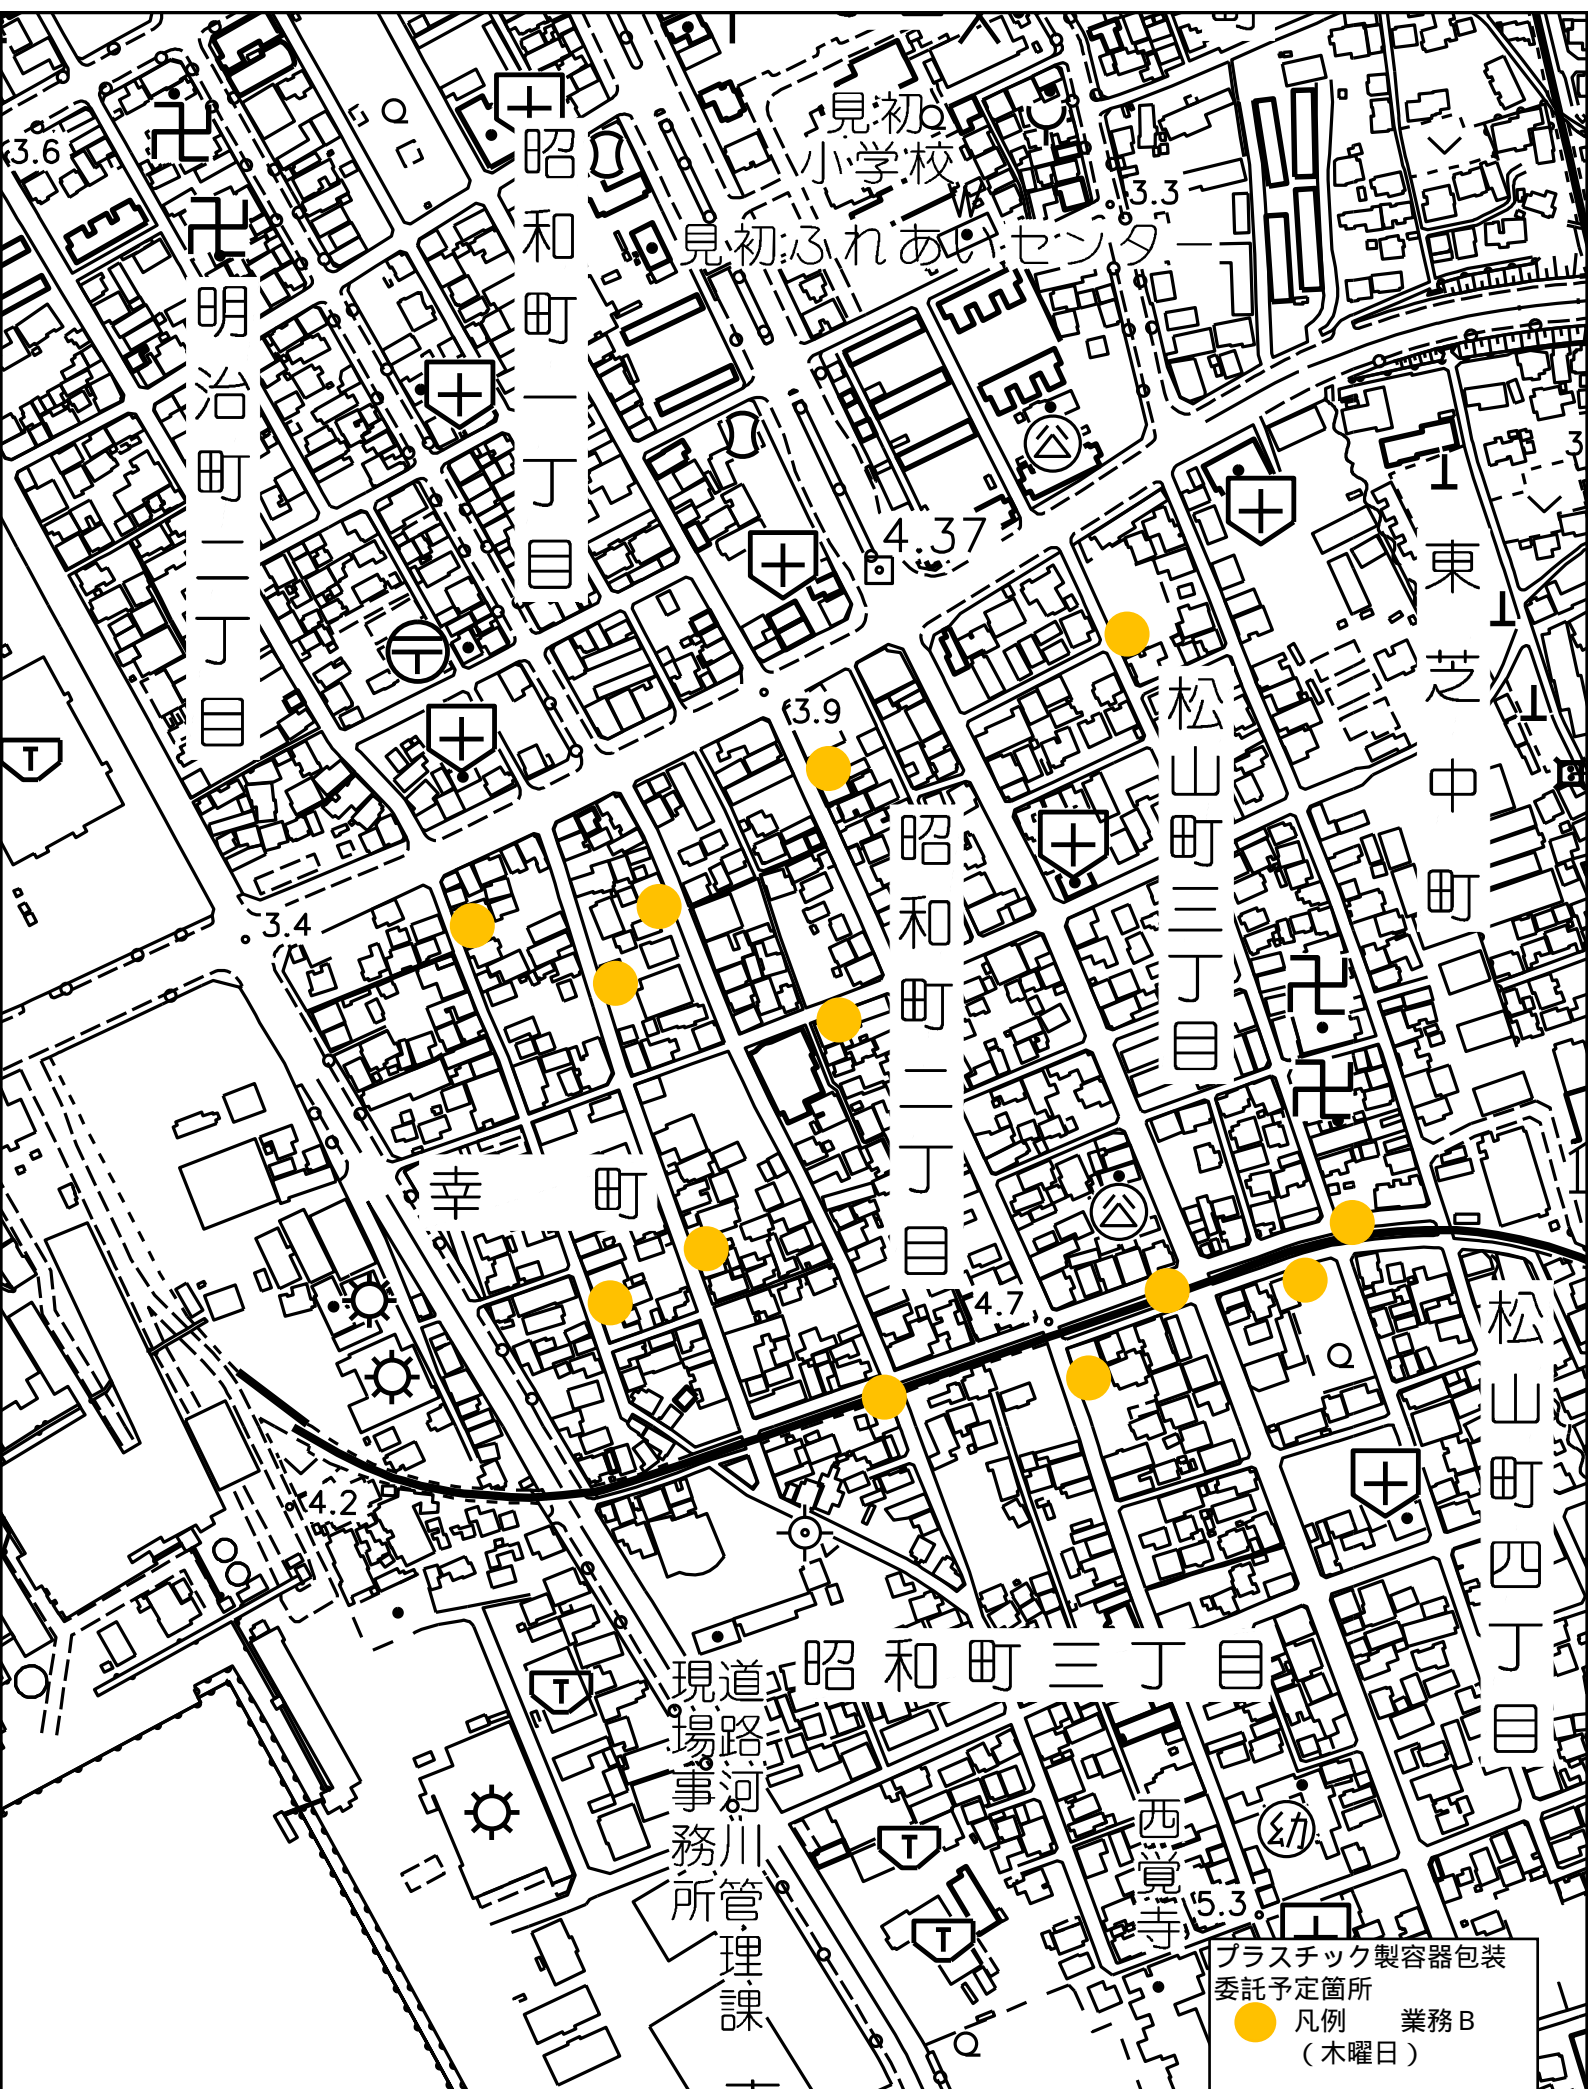 見初
小学校
3.6
昭和町一丁目
3.3
見初ふれあいセンター
明治町二丁目
4.37
東芝中町
松山町三丁目
3.9
昭和町二丁目
3.4
幸町
4.7
松山町四丁目
4.2
昭和町三丁目
道路河川管理課
現場事務所
西覚寺
幼
5.3
プラスチック製容器包装
委託予定箇所
凡例 業務B
(木曜日)